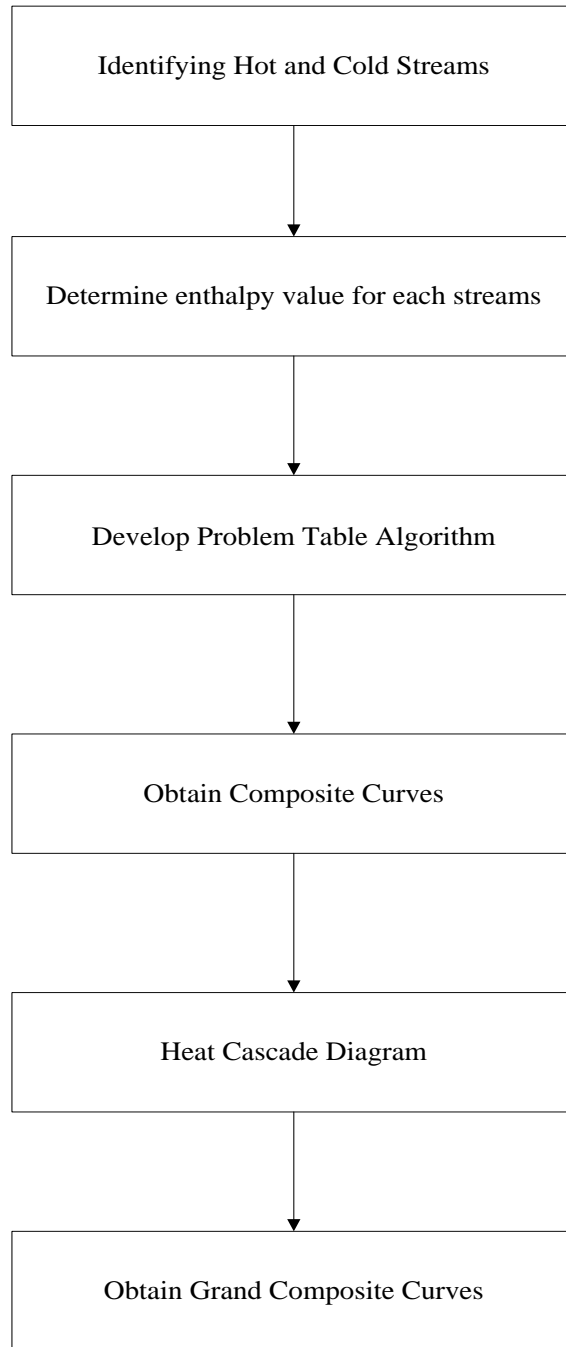 Identifying Hot and Cold Streams
Determine enthalpy value for each streams
Develop Problem Table Algorithm
Obtain Composite Curves
Heat Cascade Diagram
Obtain Grand Composite Curves